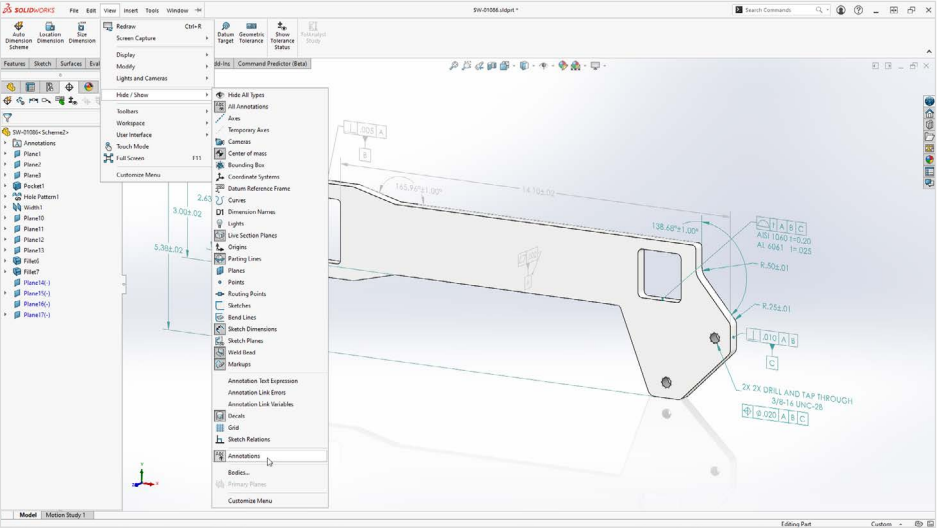 SOLIDWORKS
File
Edit
View
Insert
Tools
Window
SW-01086.sldprt *
Search Commands
Auto Dimension Scheme
Location Dimension
Size Dimension
Datum Target
Geometric Tolerance
Show Tolerance Status
TolAnalyst Study
Features
Sketch
Surfaces
dd-Ins
Command Predictor (Beta)
Redraw Ctrl+R
Screen Capture
Display
Modify
Lights and Cameras
Hide / Show
Toolbars
Workspace
User Interface
Touch Mode
Full Screen F11
Customize Menu
Hide All Types
All Annotations
Axes
Temporary Axes
Cameras
Center of mass
Bounding Box
Coordinate Systems
Datum Reference Frame
Curves
Dimension Names
Lights
Live Section Planes
Origins
Parting Lines
Planes
Points
Routing Points
Sketches
Bend Lines
Sketch Dimensions
Sketch Planes
Weld Bead
Markups
Annotation Text Expression
Annotation Link Errors
Annotation Link Variables
Decals
Grid
Sketch Relations
Annotations
Bodies...
Primary Planes
Customize Menu
SW-01086<Scheme2>
Annotations
Plane1
Plane2
Plane3
Pocket1
Hole Pattern1
Width1
Plane10
Plane11
Plane12
Plane13
Fillet6
Fillet7
Plane14(-)
Plane15(-)
Plane16(-)
Plane17(-)
.005 A
B
165.96°±1.00°
14.10±.02
2.63
3.00±.02
5.38±.02
138.68°±1.00°
1 A B C
AISI 1060 t=0.20
AL 6061 t=.025
R.50±.01
R.25±.01
.010 A B
C
2X 2X DRILL AND TAP THROUGH
3/8-16 UNC-2B
φ.020 A B C
Model
Motion Study 1
Editing Part
Custom